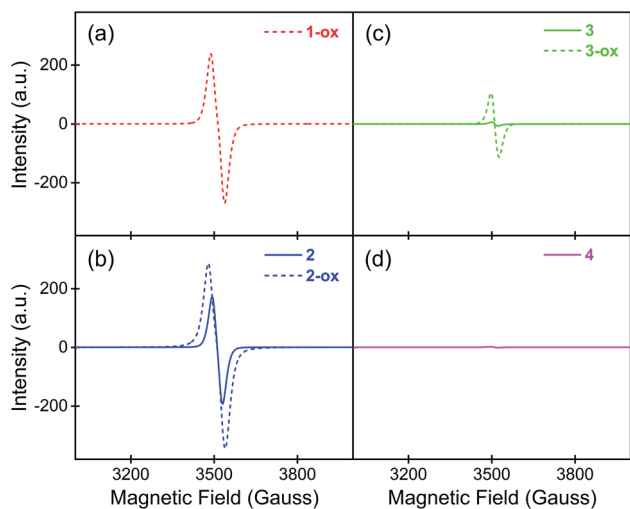 (a)
1-ox
(c)
3
3-ox
200
0
-200
Intensity (a.u.)
(b)
2
2-ox
(d)
4
200
0
-200
Intensity (a.u.)
3200
3500
3800
3200
3500
3800
Magnetic Field (Gauss)
Magnetic Field (Gauss)